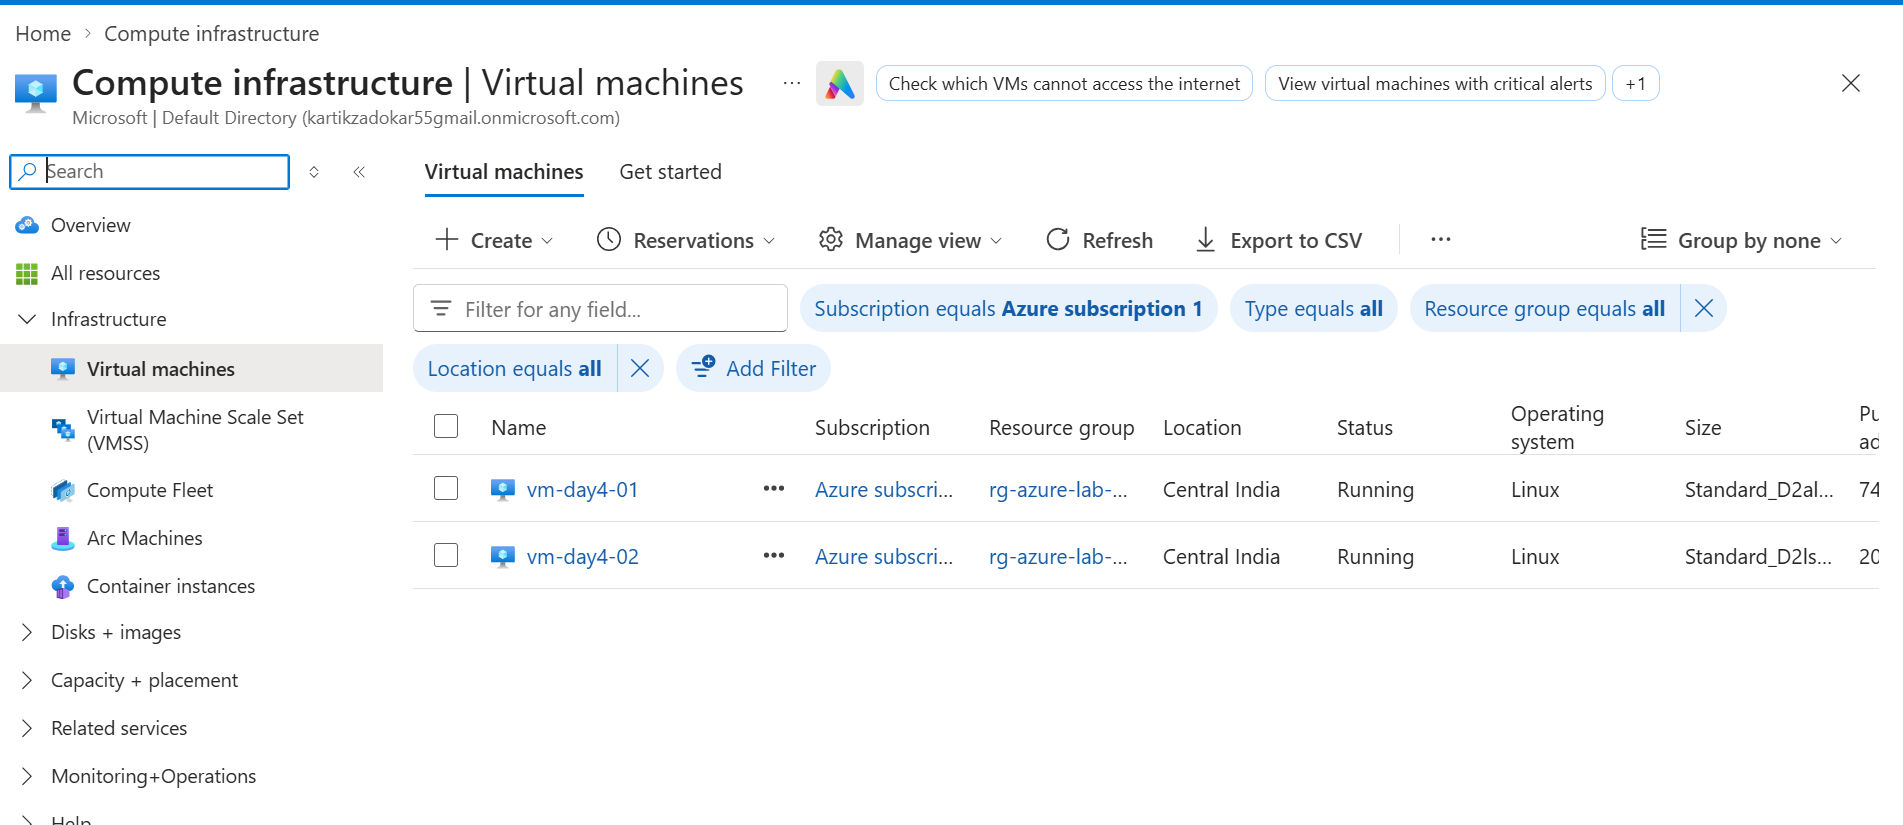 Home > Compute infrastructure
Compute infrastructure | Virtual machines
Microsoft | Default Directory (kartikzadokar55gmail.onmicrosoft.com)
Check which VMs cannot access the internet
View virtual machines with critical alerts
+1
Search
Overview
All resources
Infrastructure
Virtual machines
Virtual Machine Scale Set
(VMSS)
Compute Fleet
Arc Machines
Container instances
Disks + images
Capacity + placement
Related services
Monitoring+Operations
Help
Virtual machines
Get started
Create
Reservations
Manage view
Refresh
Export to CSV
Group by none
Filter for any field...
Subscription equals Azure subscription 1
Type equals all
Resource group equals all
Location equals all
Add Filter
Name Subscription Resource group Location Status Operating system Size Pu ad
vm-day4-01 Azure subscri... rg-azure-lab-... Central India Running Linux Standard_D2al... 74
vm-day4-02 Azure subscri... rg-azure-lab-... Central India Running Linux Standard_D2ls... 20